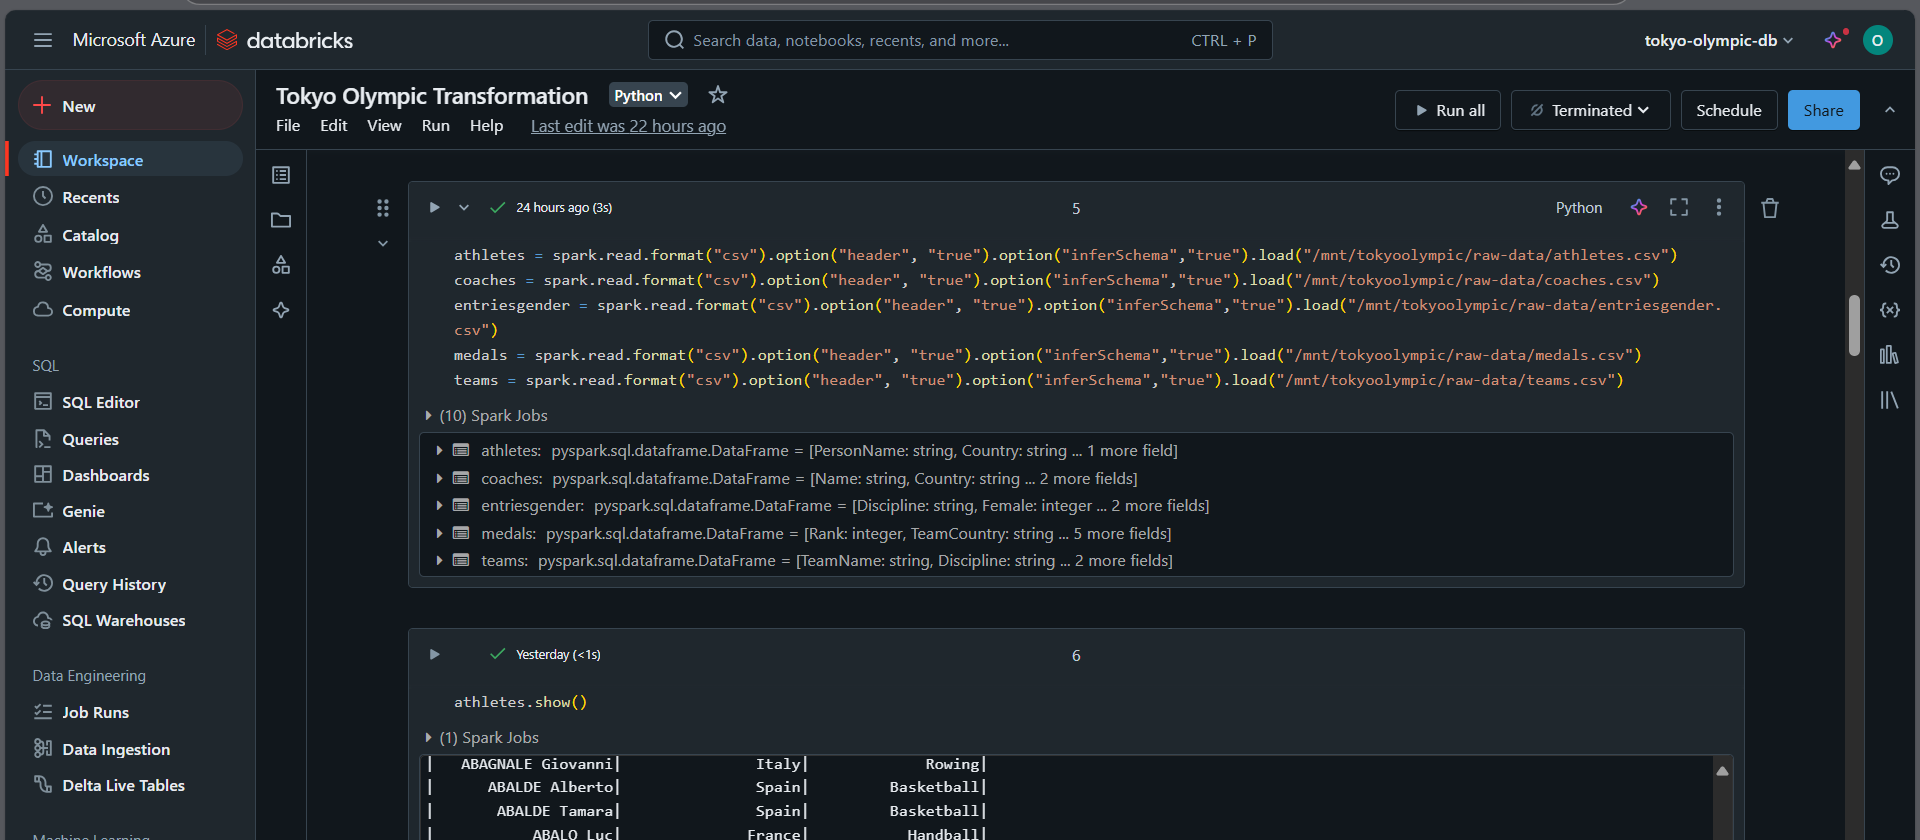 Microsoft Azure databricks
Search data, notebooks, recents, and more... CTRL + P
tokyo-olympic-db
O
New
Workspace
Recents
Catalog
Workflows
Compute
SQL
SQL Editor
Queries
Dashboards
Genie
Alerts
Query History
SQL Warehouses
Data Engineering
Job Runs
Data Ingestion
Delta Live Tables
Machine Learning
Tokyo Olympic Transformation Python
File Edit View Run Help Last edit was 22 hours ago
Run all Terminated Schedule Share
24 hours ago (3s) 5 Python
athletes = spark.read.format("csv").option("header", "true").option("inferSchema","true").load("/mnt/tokyoolympic/raw-data/athletes.csv")
coaches = spark.read.format("csv").option("header", "true").option("inferSchema","true").load("/mnt/tokyoolympic/raw-data/coaches.csv")
entriesgender = spark.read.format("csv").option("header", "true").option("inferSchema","true").load("/mnt/tokyoolympic/raw-data/entriesgender.
csv")
medals = spark.read.format("csv").option("header", "true").option("inferSchema","true").load("/mnt/tokyoolympic/raw-data/medals.csv")
teams = spark.read.format("csv").option("header", "true").option("inferSchema","true").load("/mnt/tokyoolympic/raw-data/teams.csv")
(10) Spark Jobs
athletes: pyspark.sql.dataframe.DataFrame = [PersonName: string, Country: string ... 1 more field]
coaches: pyspark.sql.dataframe.DataFrame = [Name: string, Country: string ... 2 more fields]
entriesgender: pyspark.sql.dataframe.DataFrame = [Discipline: string, Female: integer ... 2 more fields]
medals: pyspark.sql.dataframe.DataFrame = [Rank: integer, TeamCountry: string ... 5 more fields]
teams: pyspark.sql.dataframe.DataFrame = [TeamName: string, Discipline: string ... 2 more fields]
Yesterday (<1s) 6
athletes.show()
(1) Spark Jobs
| ABAGNALE Giovanni| Italy| Rowing|
| ABALDE Alberto| Spain| Basketball|
| ABALDE Tamara| Spain| Basketball|
| ABALO Luc| France| Handball|